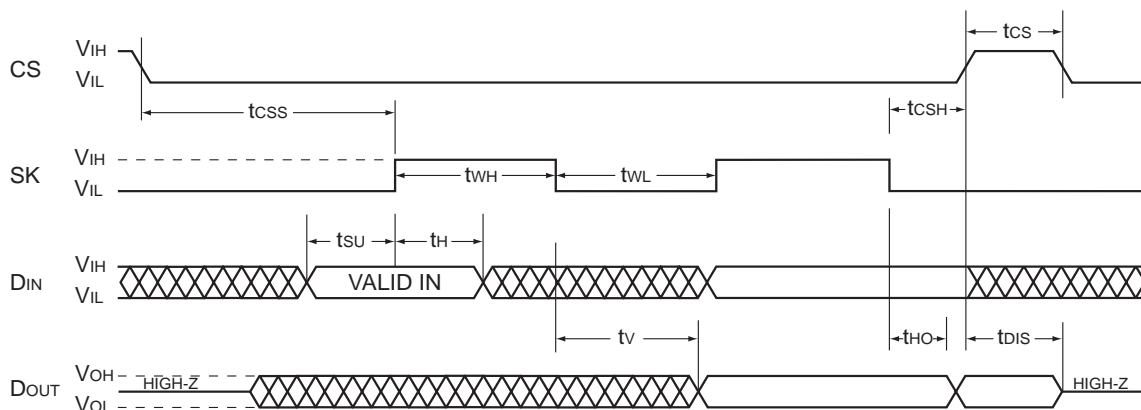 VIH
tCS
CS
VIL
tCSS
tCSH
VIH
SK
tWH
tWL
VIL
tSU
tH
VIH
DIN
VALID IN
VIL
tV
tHO
tDIS
VOH
DOUT
HIGH-Z
HIGH-Z
VOL